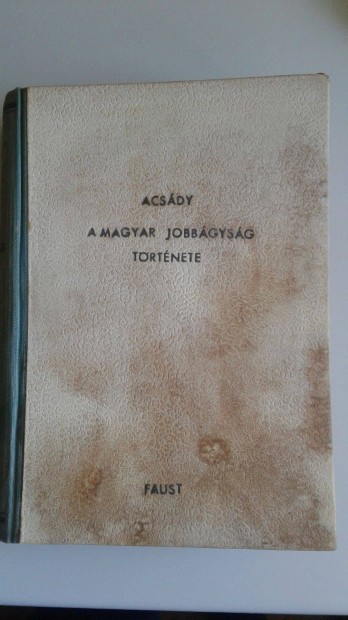 ACSÁDY
A MAGYAR JOBBÁGYSÁG
TÖRTÉNETE
FAUST